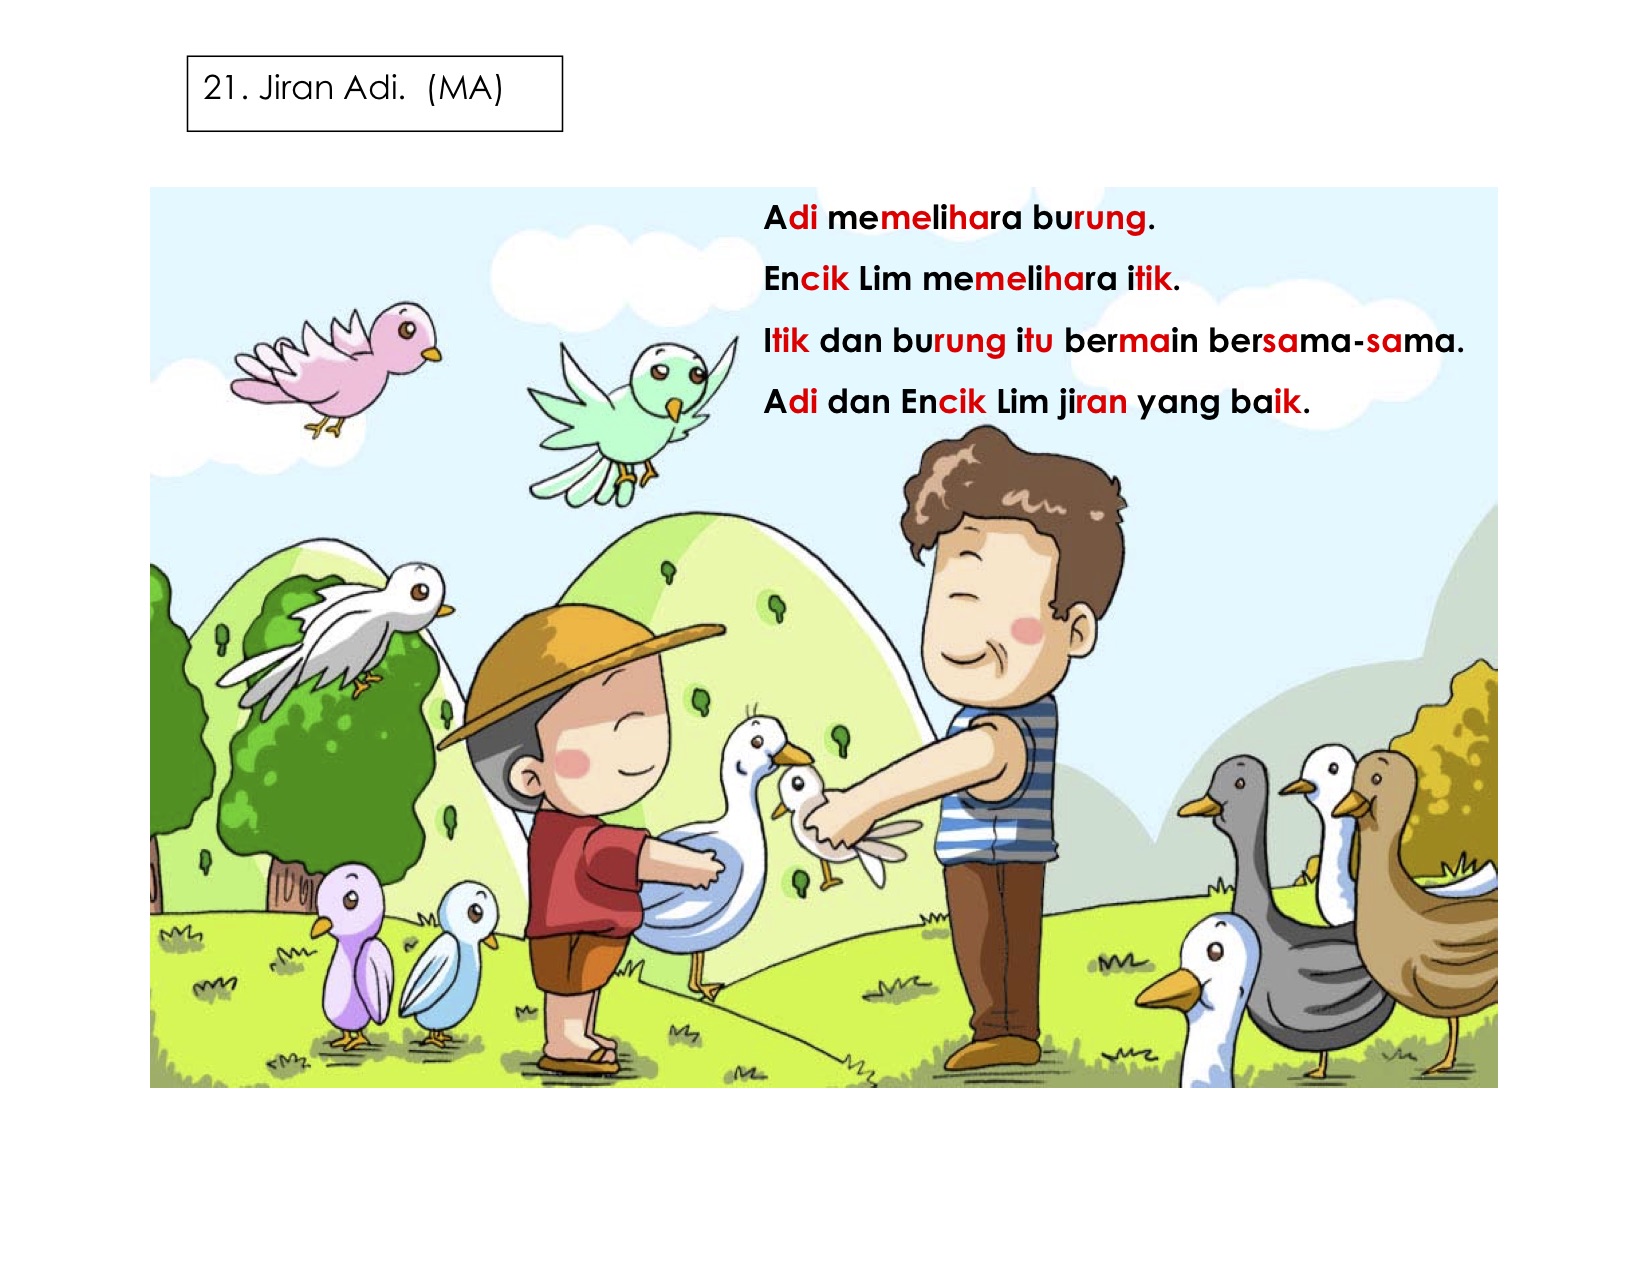 21. Jiran Adi. (MA)
Adi memelihara burung.
Encik Lim memelihara itik.
Itik dan burung itu bermain bersama-sama.
Adi dan Encik Lim jiran yang baik.